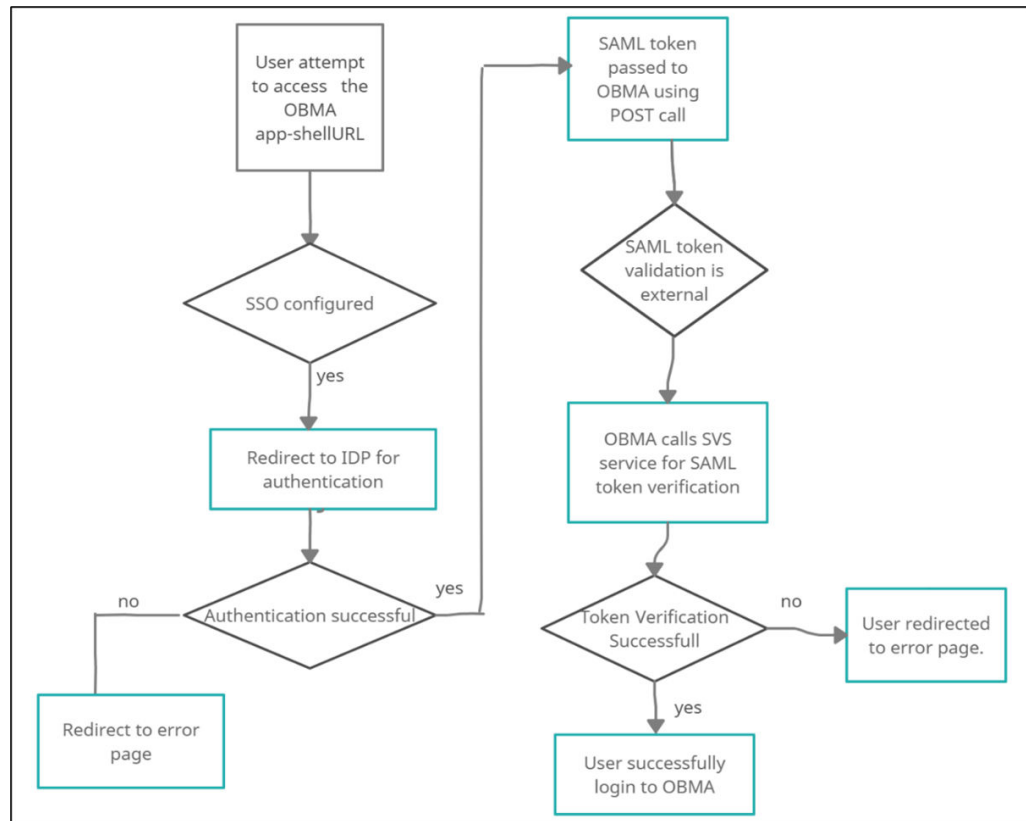 User attempt
to access the
OBMA
app-shellURL
SSO configured
yes
Redirect to IDP for
authentication
Authentication successful
no
yes
Redirect to error
page
SAML token
passed to
OBMA using
POST call
SAML token
validation is
external
OBMA calls SVS
service for SAML
token verification
Token Verification
Successfull
no
User redirected
to error page.
yes
User successfully
login to OBMA